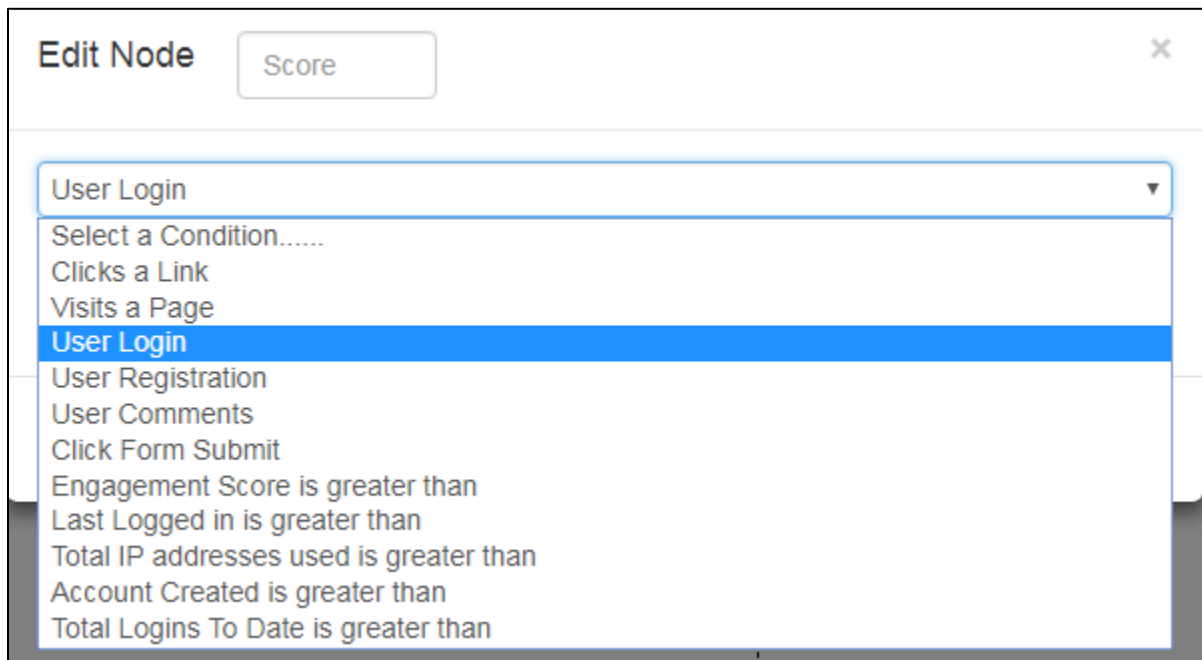 Edit Node
Score
×
User Login
Select a Condition......
Clicks a Link
Visits a Page
User Login
User Registration
User Comments
Click Form Submit
Engagement Score is greater than
Last Logged in is greater than
Total IP addresses used is greater than
Account Created is greater than
Total Logins To Date is greater than